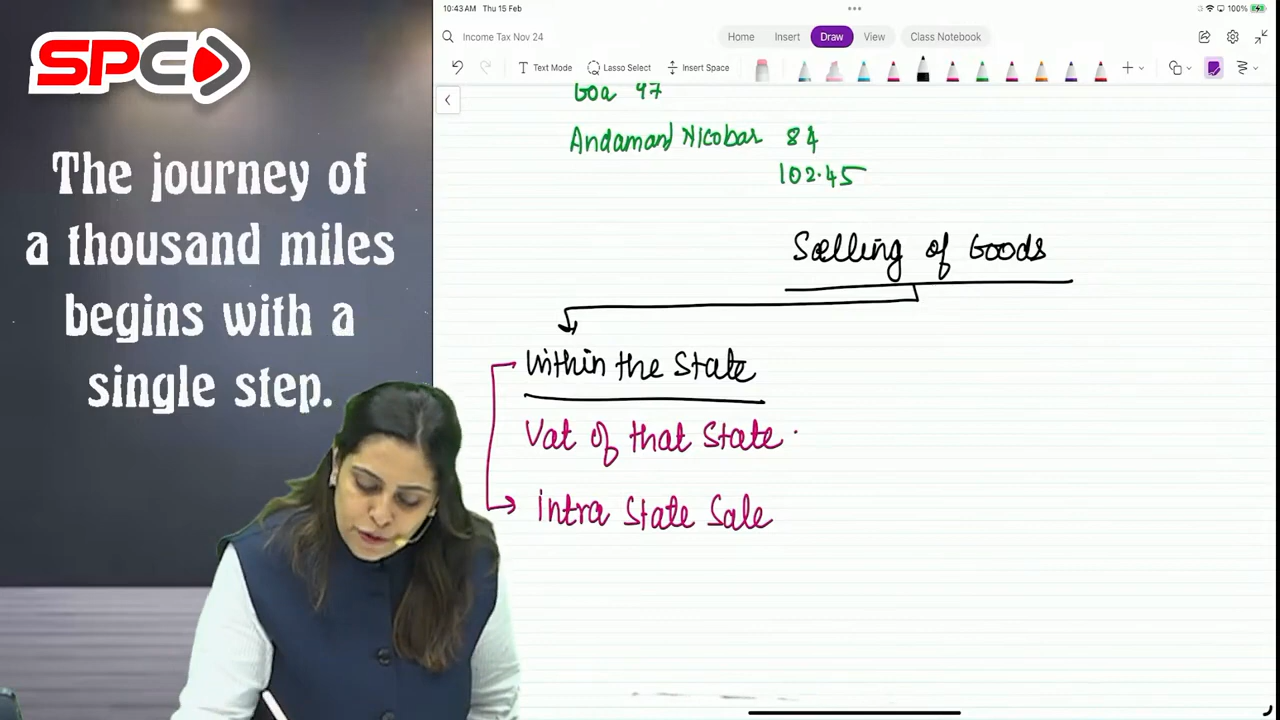 SPED
The journey of
a thousand miles
begins with a
single step.
10:43 AM Thu 15 Feb
100%
Income Tax Nov 24
Home Insert Draw View Class Notebook
Text Mode Lasso Select Insert Space
Goa 97
Andaman Nicobar 84
102.45
Selling of Goods
Within the State
Vat of that State
intra State Sale